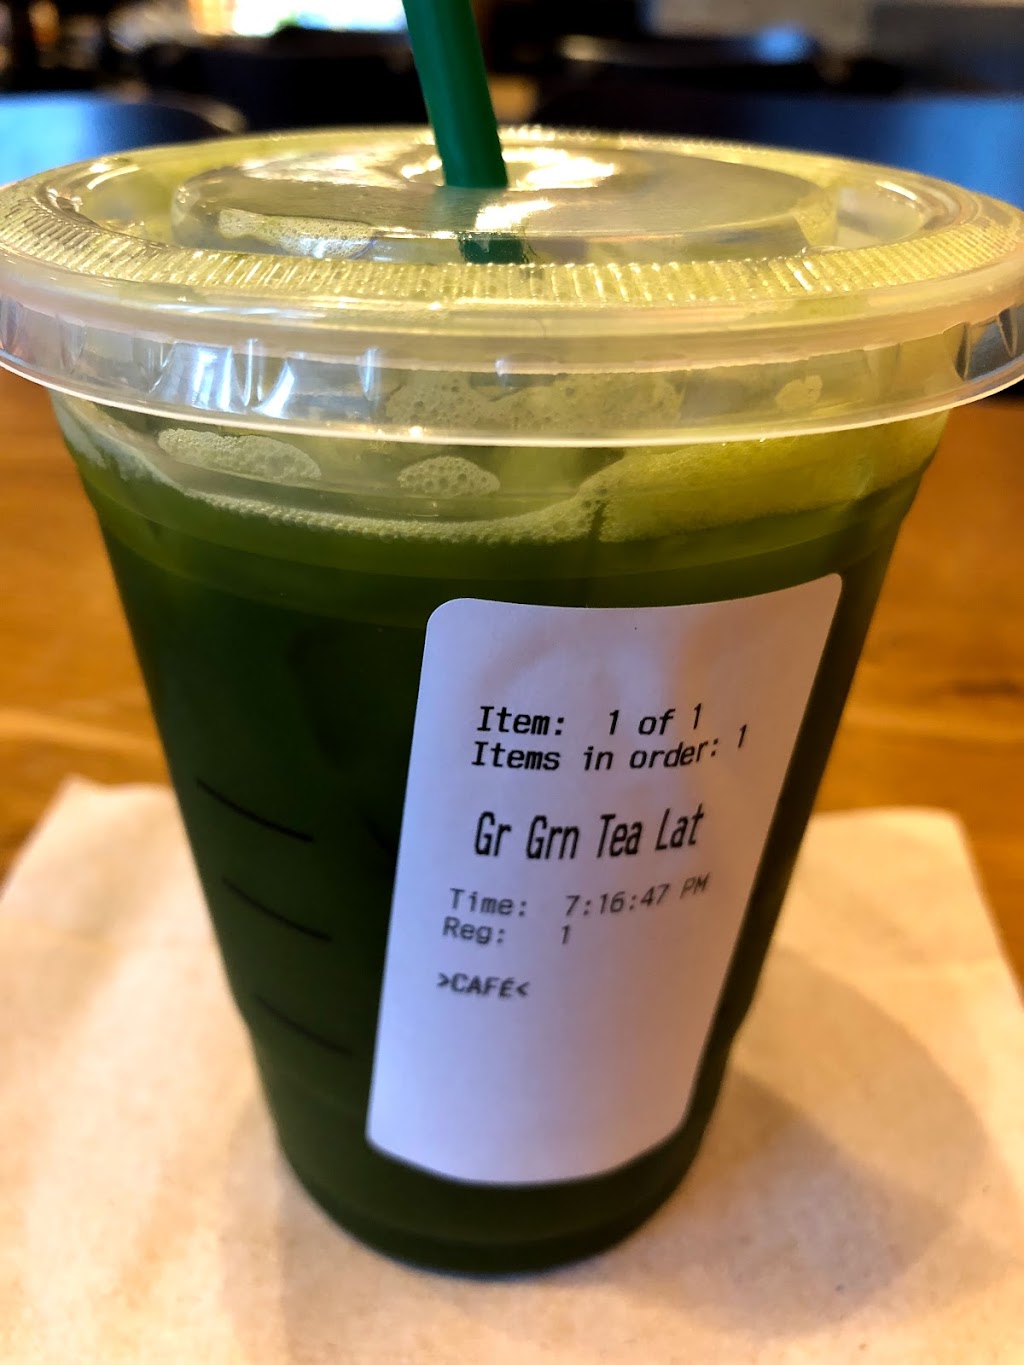 Item: 1 of 1
Items in order: 1
Gr Grn Tea Lat
Time: 7:16:47 PM
Reg: 1
>CAFÉ<